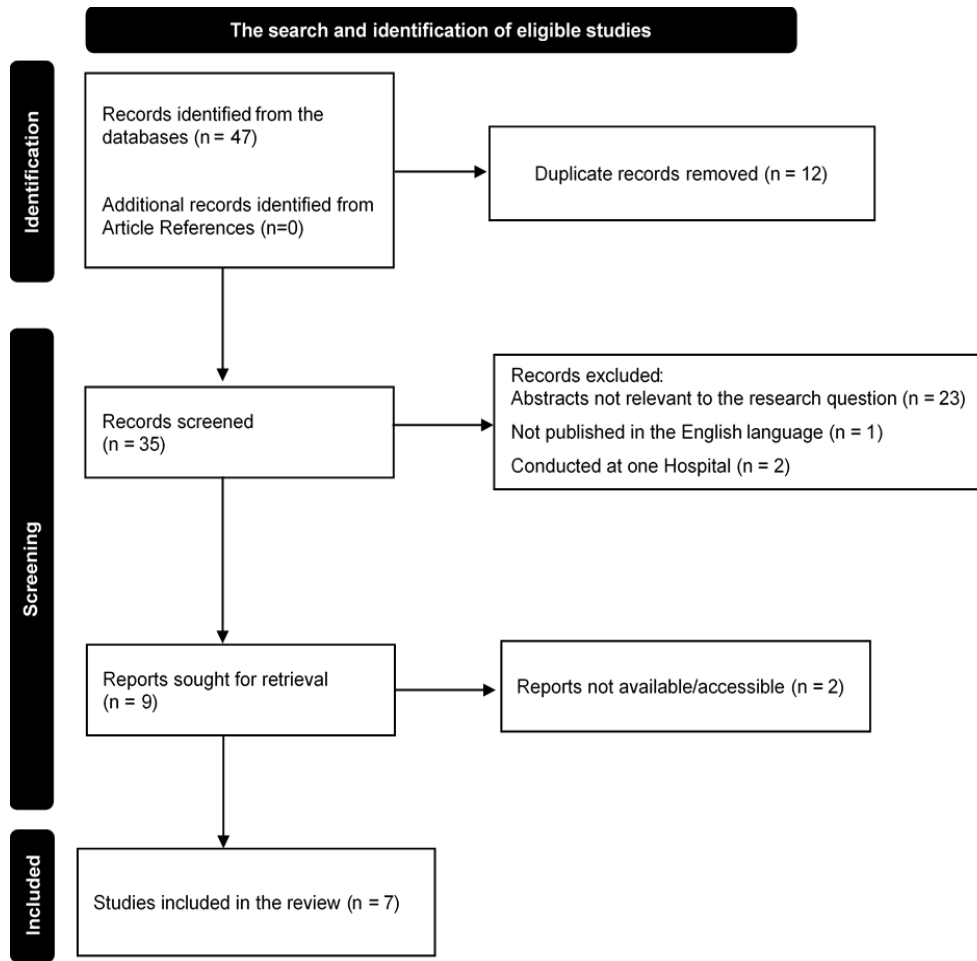 The search and identification of eligible studies
Identification
Records identified from the
databases (n = 47)
Additional records identified from
Article References (n=0)
Duplicate records removed (n = 12)
Screening
Records screened
(n = 35)
Records excluded:
Abstracts not relevant to the research question (n = 23)
Not published in the English language (n = 1)
Conducted at one Hospital (n = 2)
Reports sought for retrieval
(n = 9)
Reports not available/accessible (n = 2)
Included
Studies included in the review (n = 7)